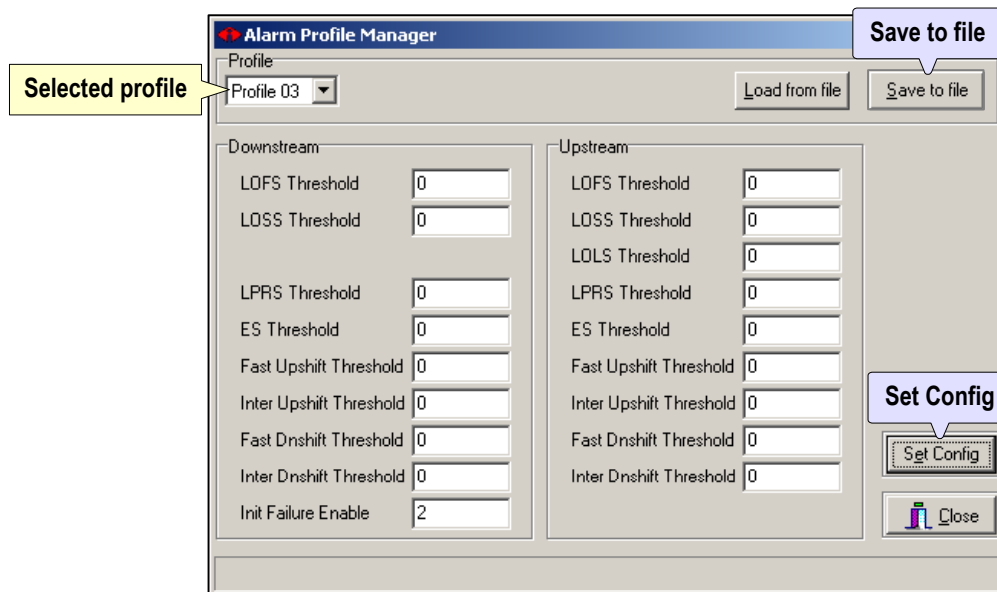 Alarm Profile Manager
Save to file
Profile
Selected profile
Profile 03
Load from file
Save to file
Downstream
LOFS Threshold 0
LOSS Threshold 0
LPRS Threshold 0
ES Threshold 0
Fast Upshift Threshold 0
Inter Upshift Threshold 0
Fast Dnshift Threshold 0
Inter Dnshift Threshold 0
Init Failure Enable 2
Upstream
LOFS Threshold 0
LOSS Threshold 0
LOLS Threshold 0
LPRS Threshold 0
ES Threshold 0
Fast Upshift Threshold 0
Inter Upshift Threshold 0
Fast Dnshift Threshold 0
Inter Dnshift Threshold 0
Set Config
Set Config
Close